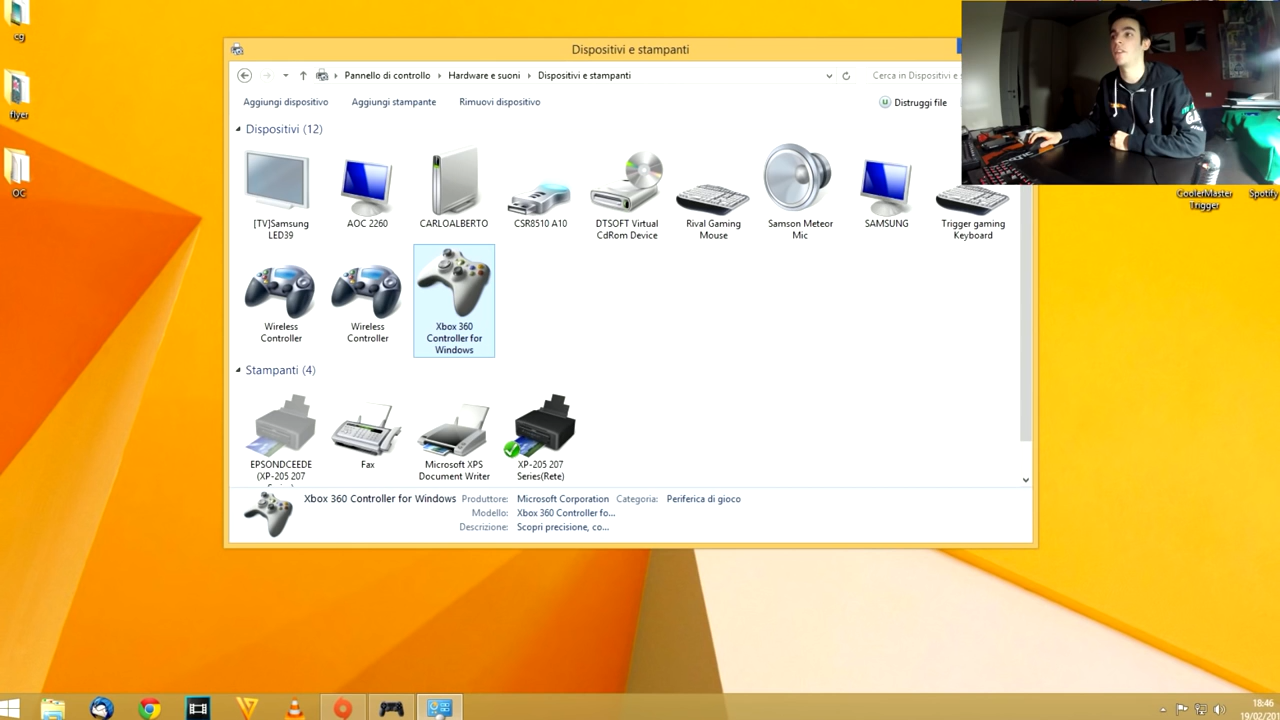 cg
flyer
OC
Dispositivi e stampanti
Pannello di controllo
Hardware e suoni
Dispositivi e stampanti
Cerca in Dispositivi e s
Aggiungi dispositivo
Aggiungi stampante
Rimuovi dispositivo
Distruggi file
Dispositivi (12)
[TV]Samsung
LED39
AOC 2260
CARLOALBERTO
CSR8510 A10
DTSOFT Virtual
CdRom Device
Rival Gaming
Mouse
Samson Meteor
Mic
SAMSUNG
Trigger gaming
Keyboard
CoolerMaster
Trigger
Spotify
Wireless
Controller
Wireless
Controller
Xbox 360
Controller for
Windows
Stampanti (4)
EPSONDCEEDE
(XP-205 207
Fax
Microsoft XPS
Document Writer
XP-205 207
Series(Rete)
Xbox 360 Controller for Windows
Produttore: Microsoft Corporation
Categoria: Periferica di gioco
Modello: Xbox 360 Controller fo...
Descrizione: Scopri precisione, co...
18:46
19/02/201